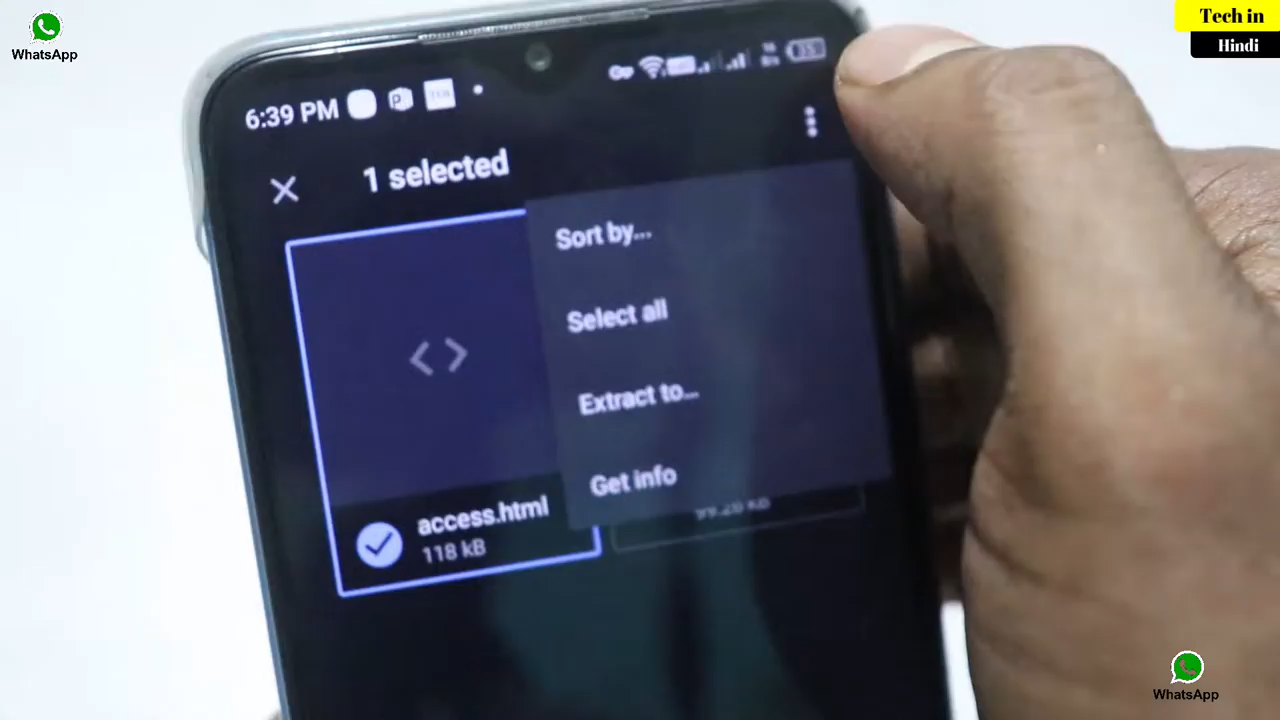 WhatsApp
Tech in
Hindi
6:39 PM
1 selected
Sort by...
Select all
Extract to...
Get info
access.html
118 kB
WhatsApp